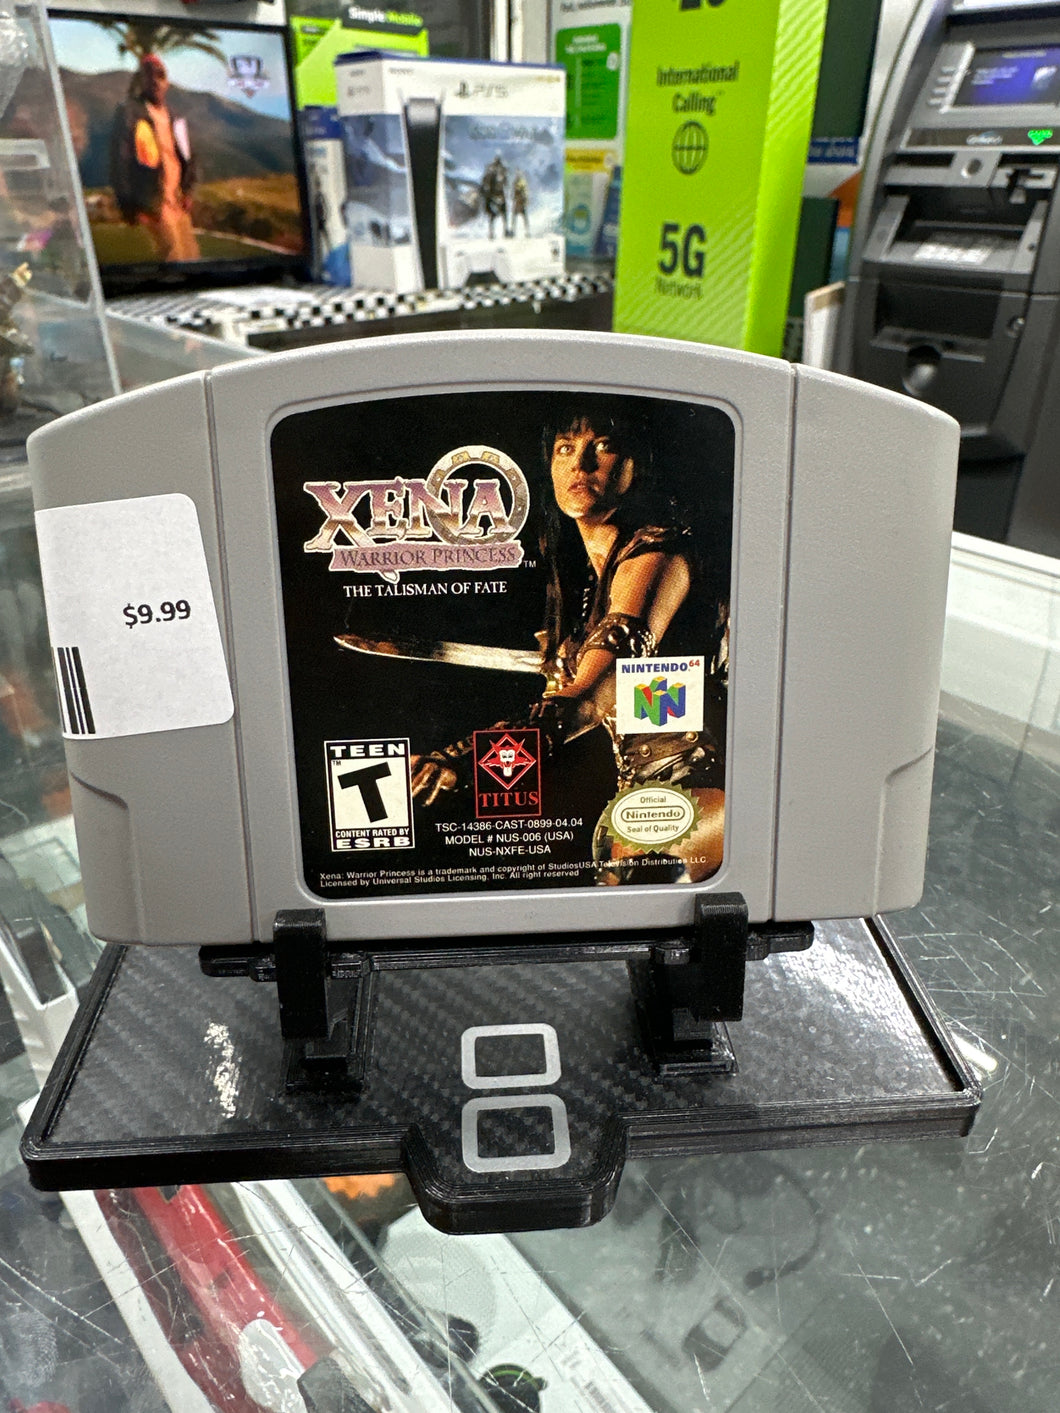 Simple Mobile
PS5
International
Calling
5G
Network
$9.99
XENA
WARRIOR PRINCESS™
THE TALISMAN OF FATE
NINTENDO64
TEEN
T
CONTENT RATED BY
ESRB
TITUS
TSC-14386-CAST-0899-04.04
MODEL # NUS-006 (USA)
NUS-NXFE-USA
Official
Nintendo
Seal of Quality
Xena: Warrior Princess is a trademark and copyright of StudiosUSA Television Distribution LLC
Licensed by Universal Studios Licensing, Inc. All right reserved